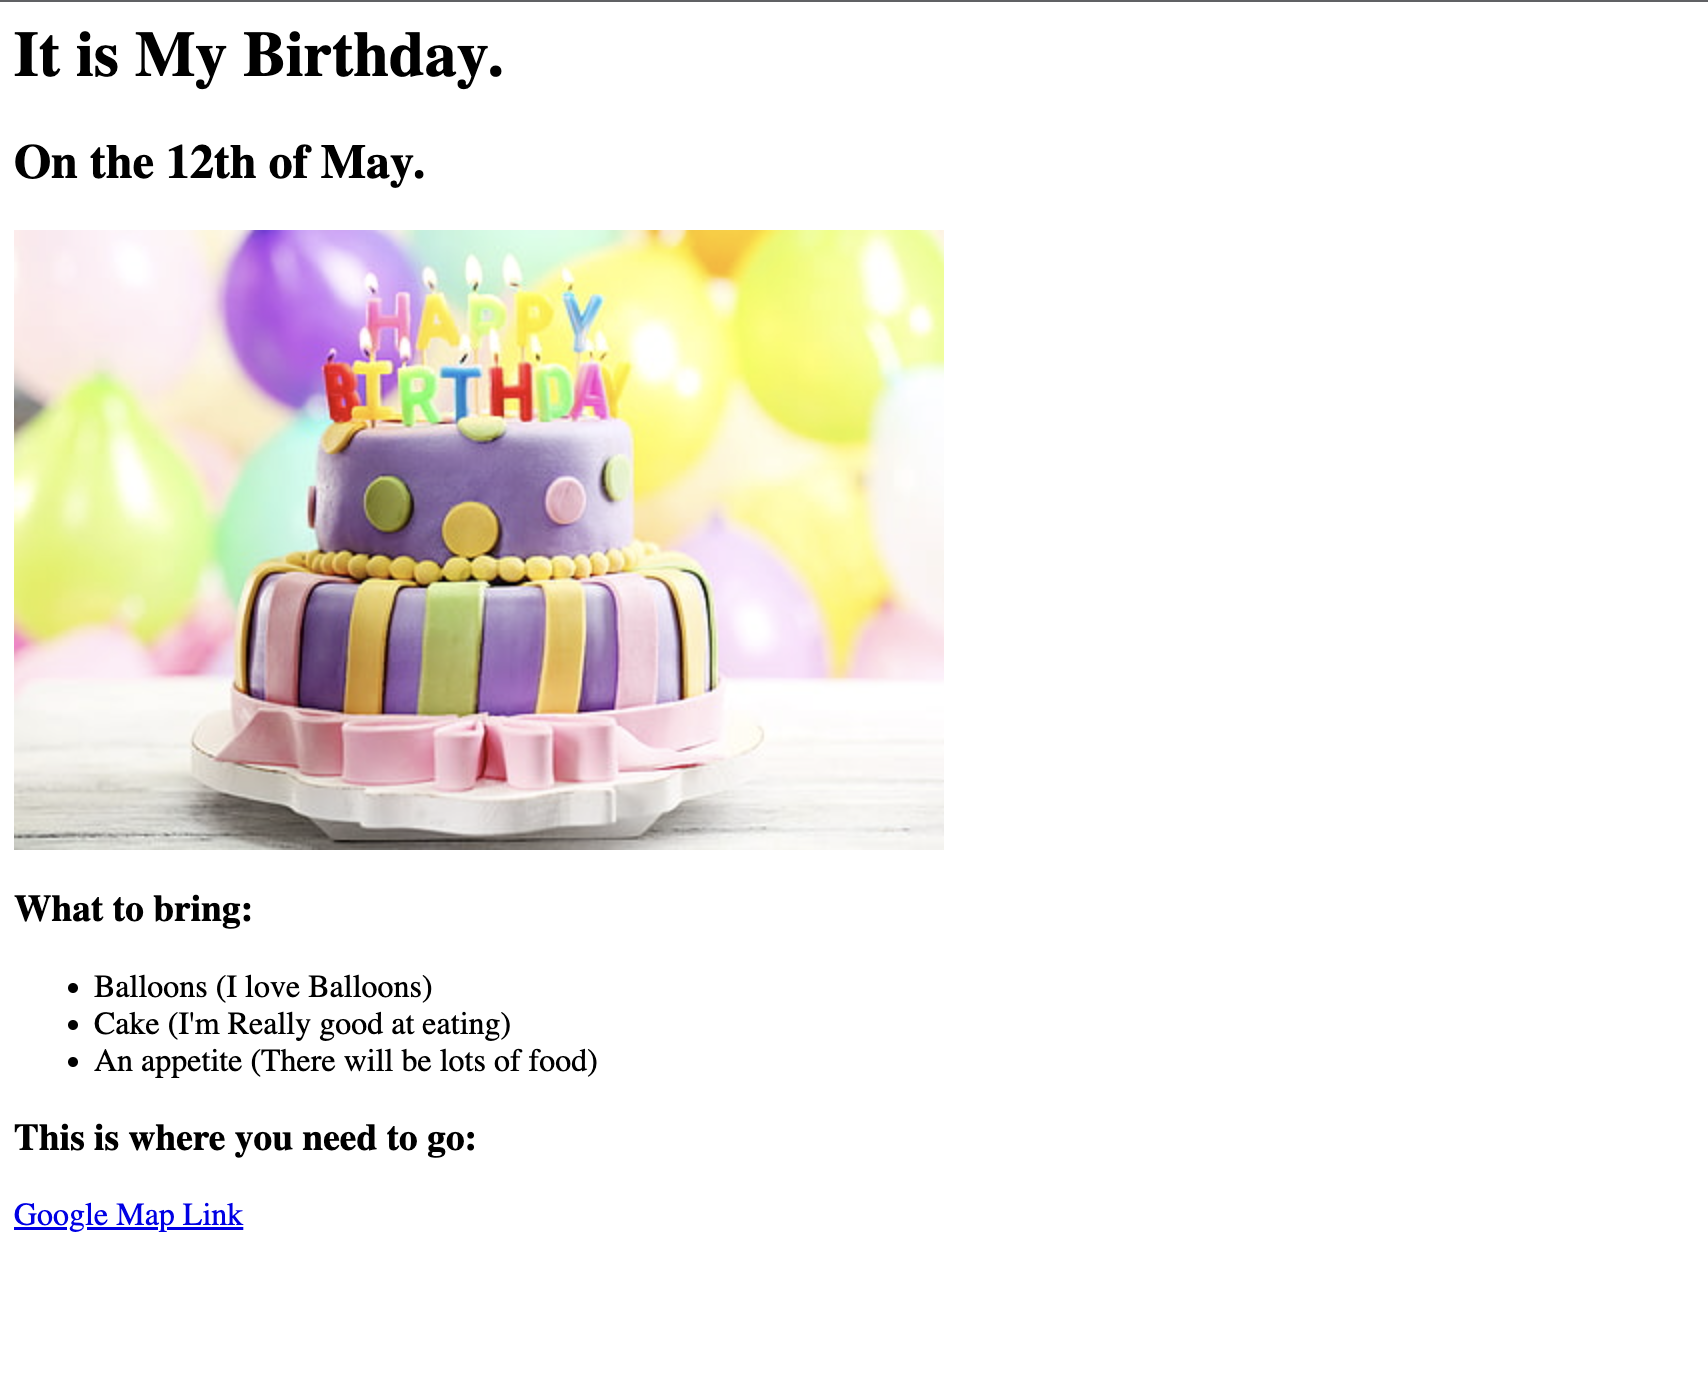 It is My Birthday.
On the 12th of May.
HAPPY
BIRTHDAY
What to bring:
Balloons (I love Balloons)
Cake (I'm Really good at eating)
An appetite (There will be lots of food)
This is where you need to go:
Google Map Link